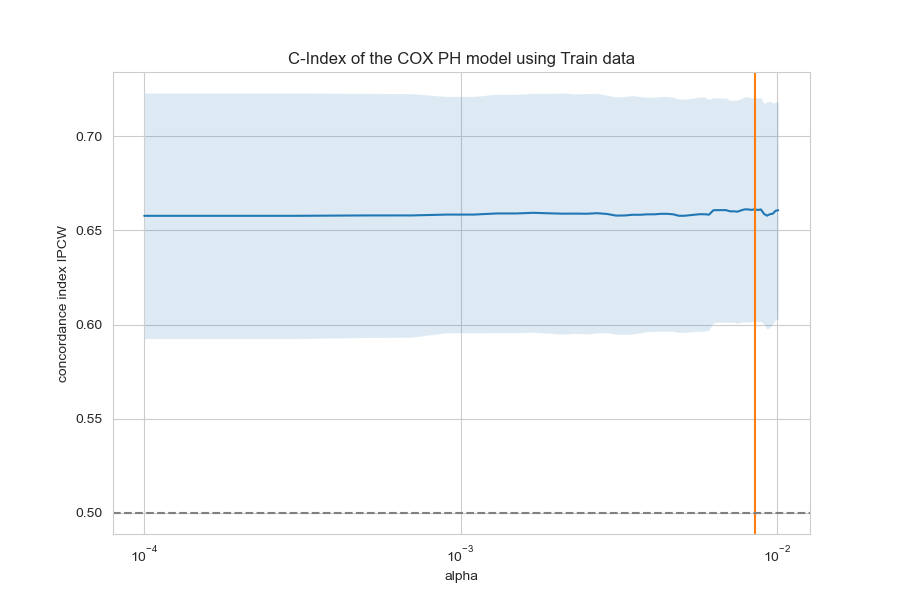 C-Index of the COX PH model using Train data
concordance index IPCW
0.70
0.65
0.60
0.55
0.50
10⁻⁴
10⁻³
10⁻²
alpha